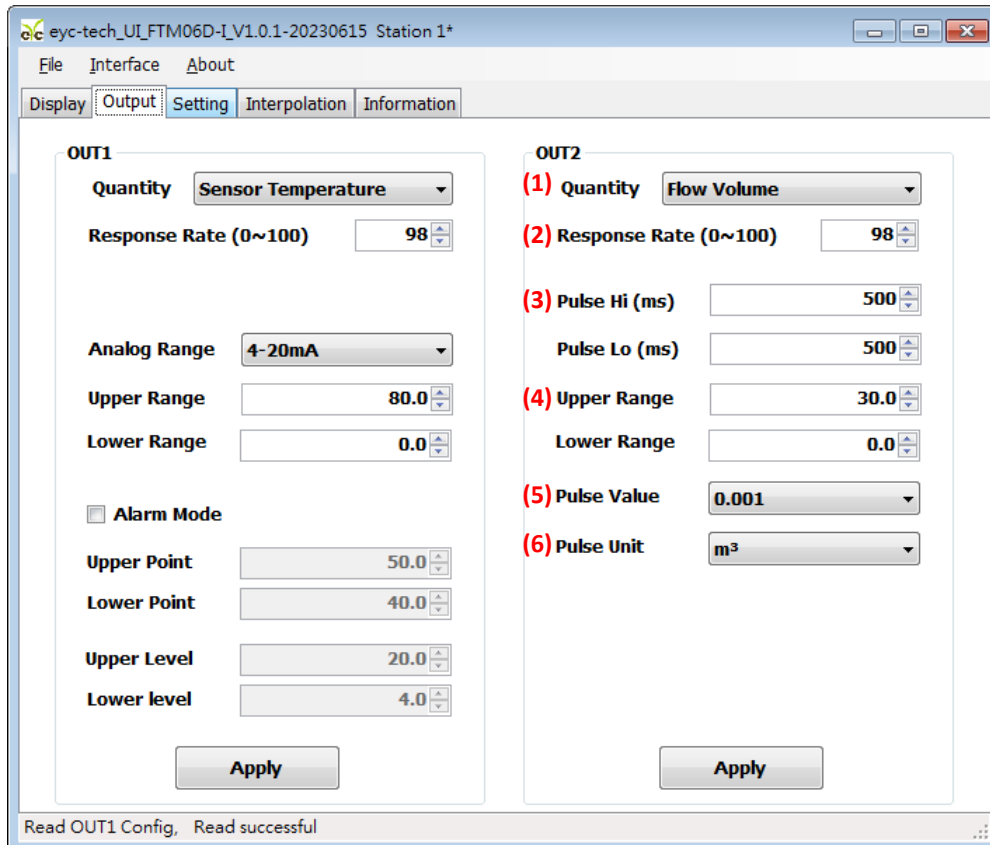 eyc eyc-tech_UI_FTM06D-I_V1.0.1-20230615 Station 1*
File Interface About
Display Output Setting Interpolation Information
OUT1
Quantity Sensor Temperature
Response Rate (0~100) 98
Analog Range 4-20mA
Upper Range 80.0
Lower Range 0.0
Alarm Mode
Upper Point 50.0
Lower Point 40.0
Upper Level 20.0
Lower level 4.0
Apply
OUT2
(1) Quantity Flow Volume
(2) Response Rate (0~100) 98
(3) Pulse Hi (ms) 500
Pulse Lo (ms) 500
(4) Upper Range 30.0
Lower Range 0.0
(5) Pulse Value 0.001
(6) Pulse Unit m³
Apply
Read OUT1 Config, Read successful